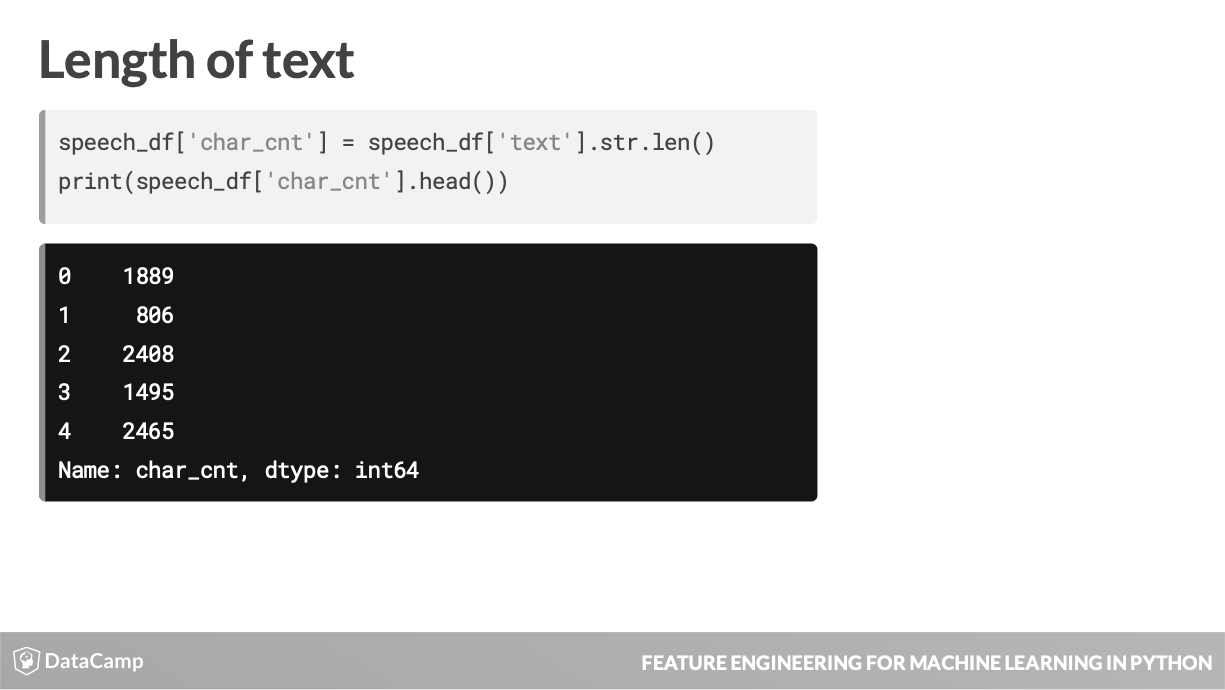 Length of text
speech_df['char_cnt'] = speech_df['text'].str.len()
print(speech_df['char_cnt'].head())
0    1889
1     806
2    2408
3    1495
4    2465
Name: char_cnt, dtype: int64
DataCamp
FEATURE ENGINEERING FOR MACHINE LEARNING IN PYTHON